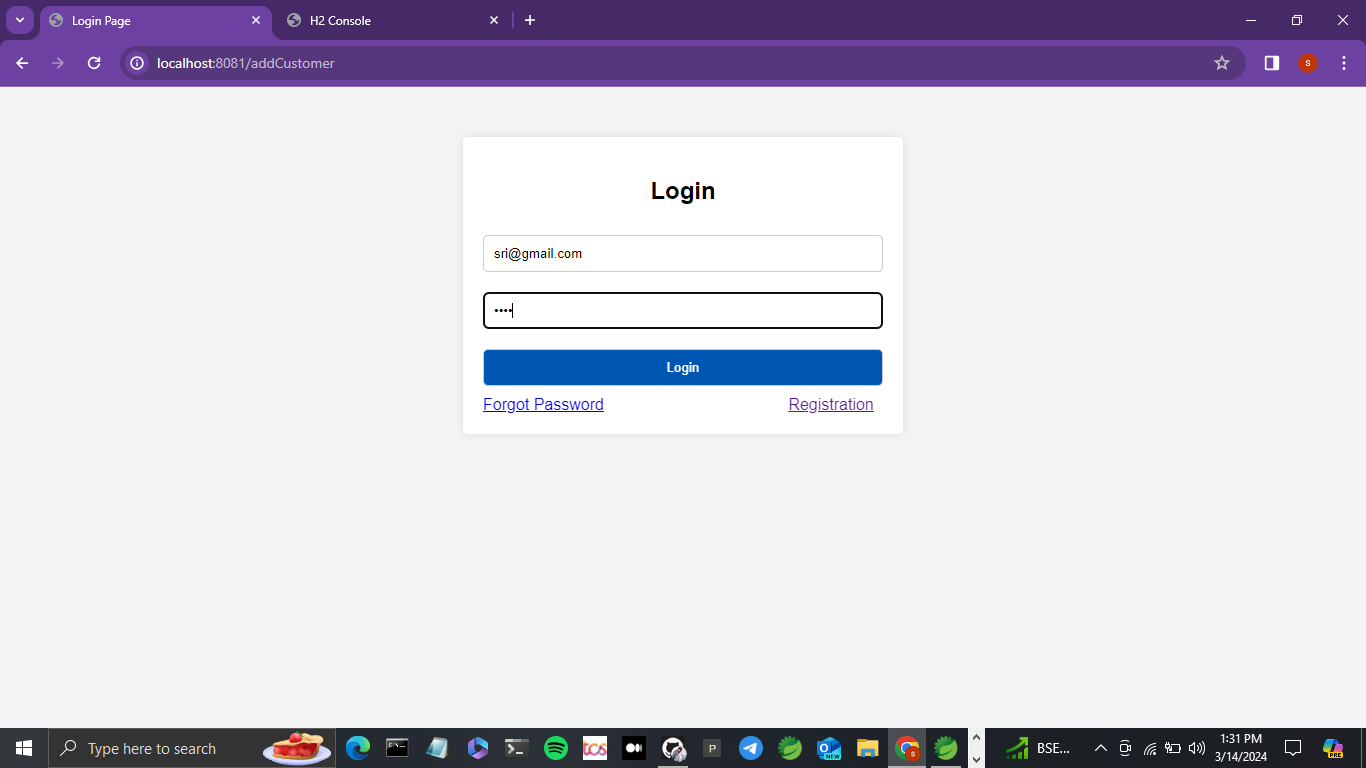 Login Page
H2 Console
localhost:8081/addCustomer
s
Login
sri@gmail.com
••••
Login
Forgot Password Registration
Type here to search
tcs
P
NEW
s
BSE...
1:31 PM
3/14/2024
PRE